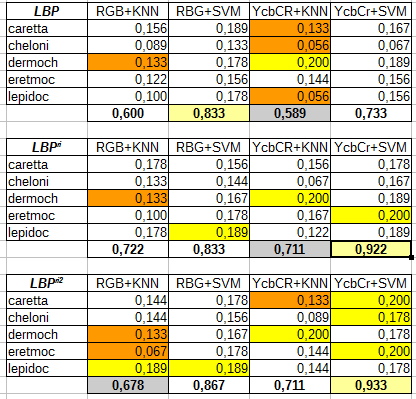 LBP RGB+KNN RBG+SVM YcbCR+KNN YcbCr+SVM
caretta 0,156 0,189 0,133 0,167
cheloni 0,089 0,133 0,056 0,067
dermoch 0,133 0,178 0,200 0,189
eretmoc 0,122 0,156 0,144 0,156
lepidoc 0,100 0,178 0,056 0,156
0,600 0,833 0,589 0,733
LBPri RGB+KNN RBG+SVM YcbCR+KNN YcbCr+SVM
caretta 0,178 0,156 0,156 0,178
cheloni 0,133 0,144 0,067 0,167
dermoch 0,133 0,167 0,200 0,189
eretmoc 0,100 0,178 0,167 0,200
lepidoc 0,178 0,189 0,122 0,189
0,722 0,833 0,711 0,922
LBPri2 RGB+KNN RBG+SVM YcbCR+KNN YcbCr+SVM
caretta 0,144 0,178 0,133 0,200
cheloni 0,144 0,156 0,089 0,178
dermoch 0,133 0,167 0,200 0,178
eretmoc 0,067 0,178 0,144 0,200
lepidoc 0,189 0,189 0,144 0,178
0,678 0,867 0,711 0,933